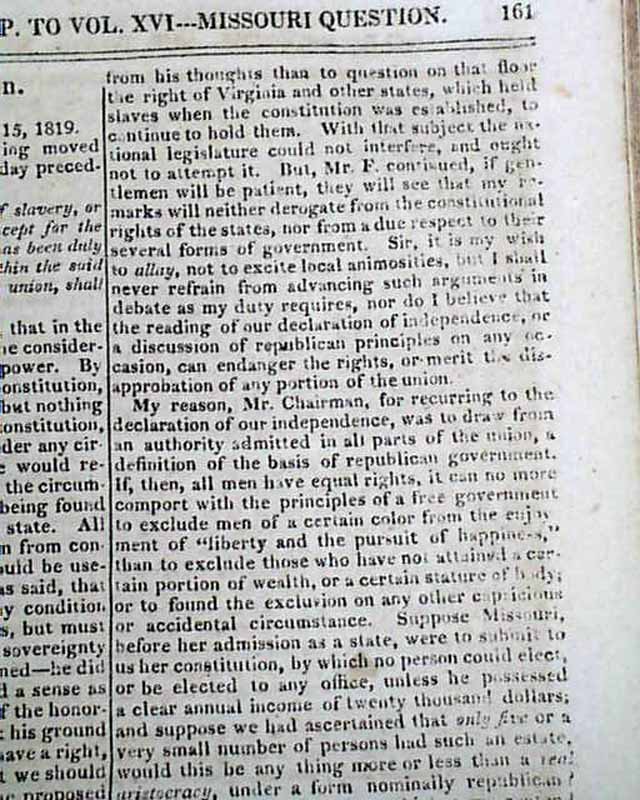 P. TO VOL. XVI---MISSOURI QUESTION. 161
n.
15, 1819.
ing moved
day preced-
f slavery, or
cept for the
as been duly
thin the said
union, shall
that in the
he consider-
power. By
onstitution,
but nothing
constitution,
der any cir-
e would re-
the circum-
being found
state. All
n from con-
ould be use-
as said, that
ny condition
s, but must
sovereignty
ned—he did
d a sense as
f the honor-
t his ground
ave a right,
t we should
e proposed
from his thoughts than to question on that floor
the right of Virginia and other states, which held
slaves when the constitution was established, to
continue to hold them. With that subject the na-
tional legislature could not interfere, and ought
not to attempt it. But, Mr. F. continued, if gen-
tlemen will be patient, they will see that my re-
marks will neither derogate from the constitutional
rights of the states, nor from a due respect to their
several forms of government. Sir, it is my wish
to allay, not to excite local animosities, but I shall
never refrain from advancing such arguments in
debate as my duty requires, nor do I believe that
the reading of our declaration of independence, or
a discussion of republican principles on any oc-
casion, can endanger the rights, or merit the dis-
approbation of any portion of the union.
My reason, Mr. Chairman, for recurring to the
declaration of our independence, was to draw from
an authority admitted in all parts of the union, a
definition of the basis of republican government.
If, then, all men have equal rights, it can no more
comport with the principles of a free government
to exclude men of a certain color from the enjoy-
ment of "liberty and the pursuit of happiness,"
than to exclude those who have not attained a cer-
tain portion of wealth, or a certain stature of body;
or to found the exclusion on any other capricious
or accidental circumstance. Suppose Missouri,
before her admission as a state, were to submit to
us her constitution, by which no person could elect,
or be elected to any office, unless he possessed
a clear annual income of twenty thousand dollars;
and suppose we had ascertained that only five or a
very small number of persons had such an estate,
would this be any thing more or less than a real
aristocracy, under a form nominally republican?